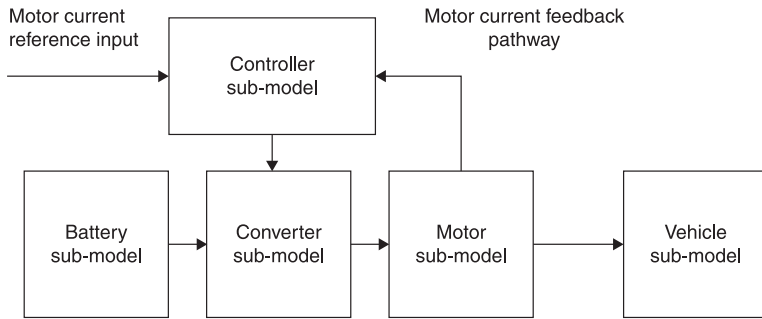 Motor current
reference input
Motor current feedback
pathway
Controller
sub-model
Battery
sub-model
Converter
sub-model
Motor
sub-model
Vehicle
sub-model